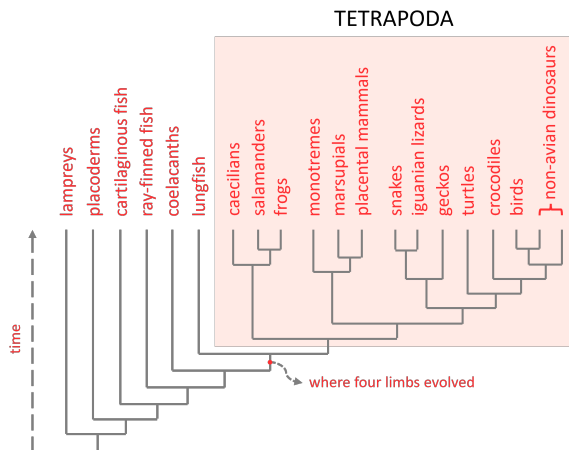 TETRAPODA
lampreys
placoderms
cartilaginous fish
ray-finned fish
coelacanths
lungfish
caecilians
salamanders
frogs
monotremes
marsupials
placental mammals
snakes
iguanian lizards
geckos
turtles
crocodiles
birds
non-avian dinosaurs
time
where four limbs evolved